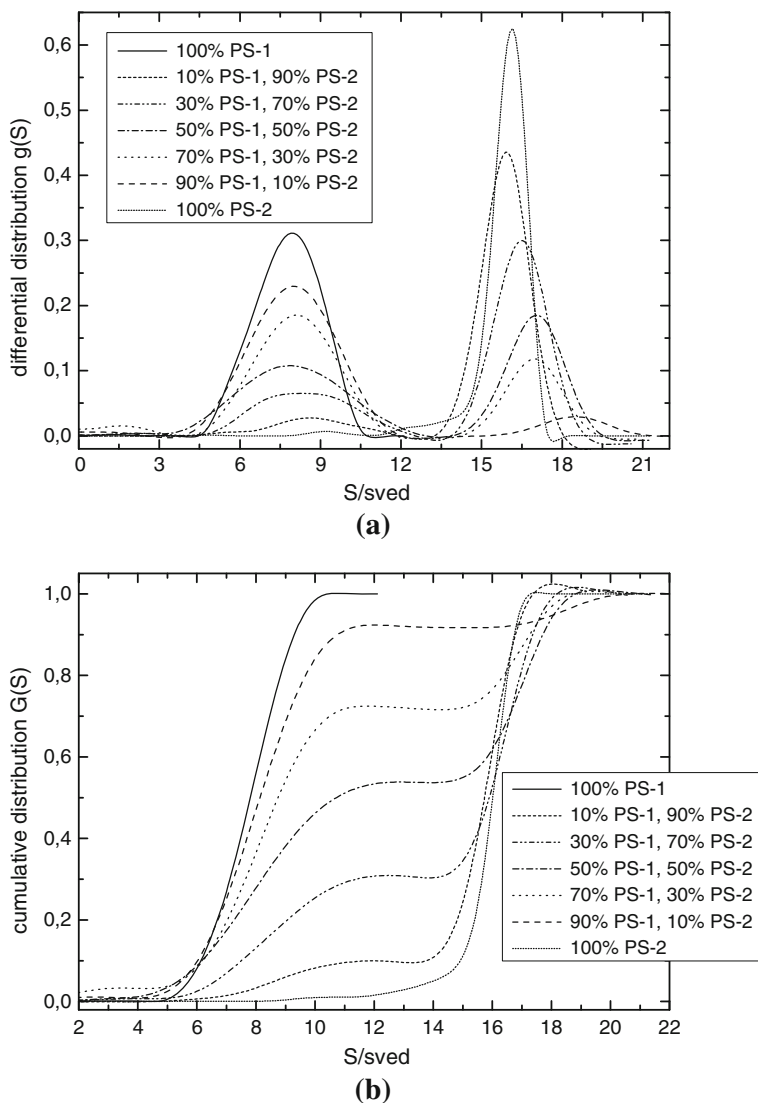 100% PS-1
10% PS-1, 90% PS-2
30% PS-1, 70% PS-2
50% PS-1, 50% PS-2
70% PS-1, 30% PS-2
90% PS-1, 10% PS-2
100% PS-2
differential distribution g(S)
0,6
0,5
0,4
0,3
0,2
0,1
0,0
0 3 6 9 12 15 18 21
S/sved
(a)
cumulative distribution G(S)
1,0
0,8
0,6
0,4
0,2
0,0
100% PS-1
10% PS-1, 90% PS-2
30% PS-1, 70% PS-2
50% PS-1, 50% PS-2
70% PS-1, 30% PS-2
90% PS-1, 10% PS-2
100% PS-2
2 4 6 8 10 12 14 16 18 20 22
S/sved
(b)